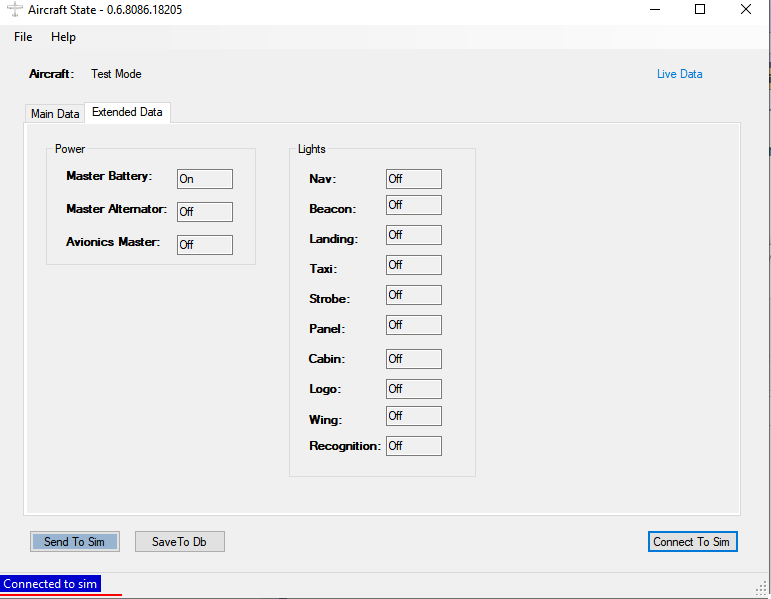 Aircraft State - 0.6.8086.18205
File Help
Aircraft: Test Mode Live Data
Main Data Extended Data
Power
Master Battery: On
Master Alternator: Off
Avionics Master: Off
Lights
Nav: Off
Beacon: Off
Landing: Off
Taxi: Off
Strobe: Off
Panel: Off
Cabin: Off
Logo: Off
Wing: Off
Recognition: Off
Send To Sim SaveTo Db Connect To Sim
Connected to sim